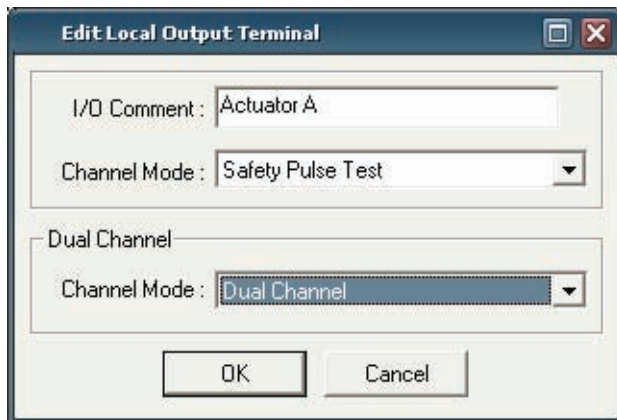 Edit Local Output Terminal
I/O Comment : Actuator A
Channel Mode : Safety Pulse Test
Dual Channel
Channel Mode : Dual Channel
OK Cancel